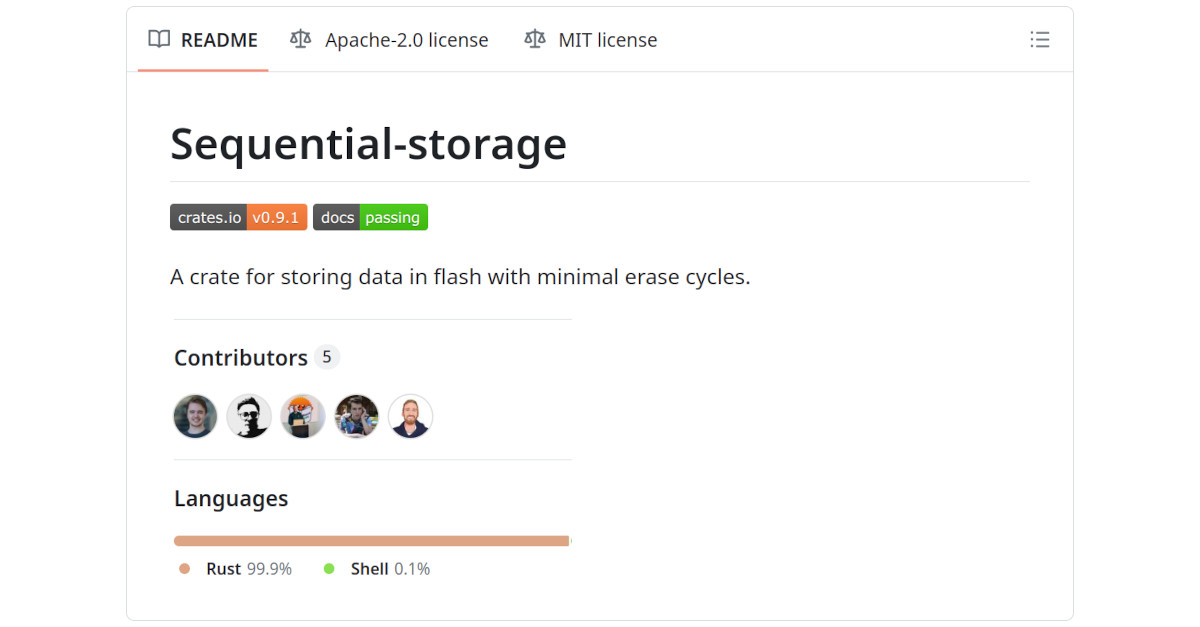 README Apache-2.0 license MIT license
Sequential-storage
crates.io v0.9.1 docs passing
A crate for storing data in flash with minimal erase cycles.
Contributors 5
Languages
Rust 99.9% Shell 0.1%